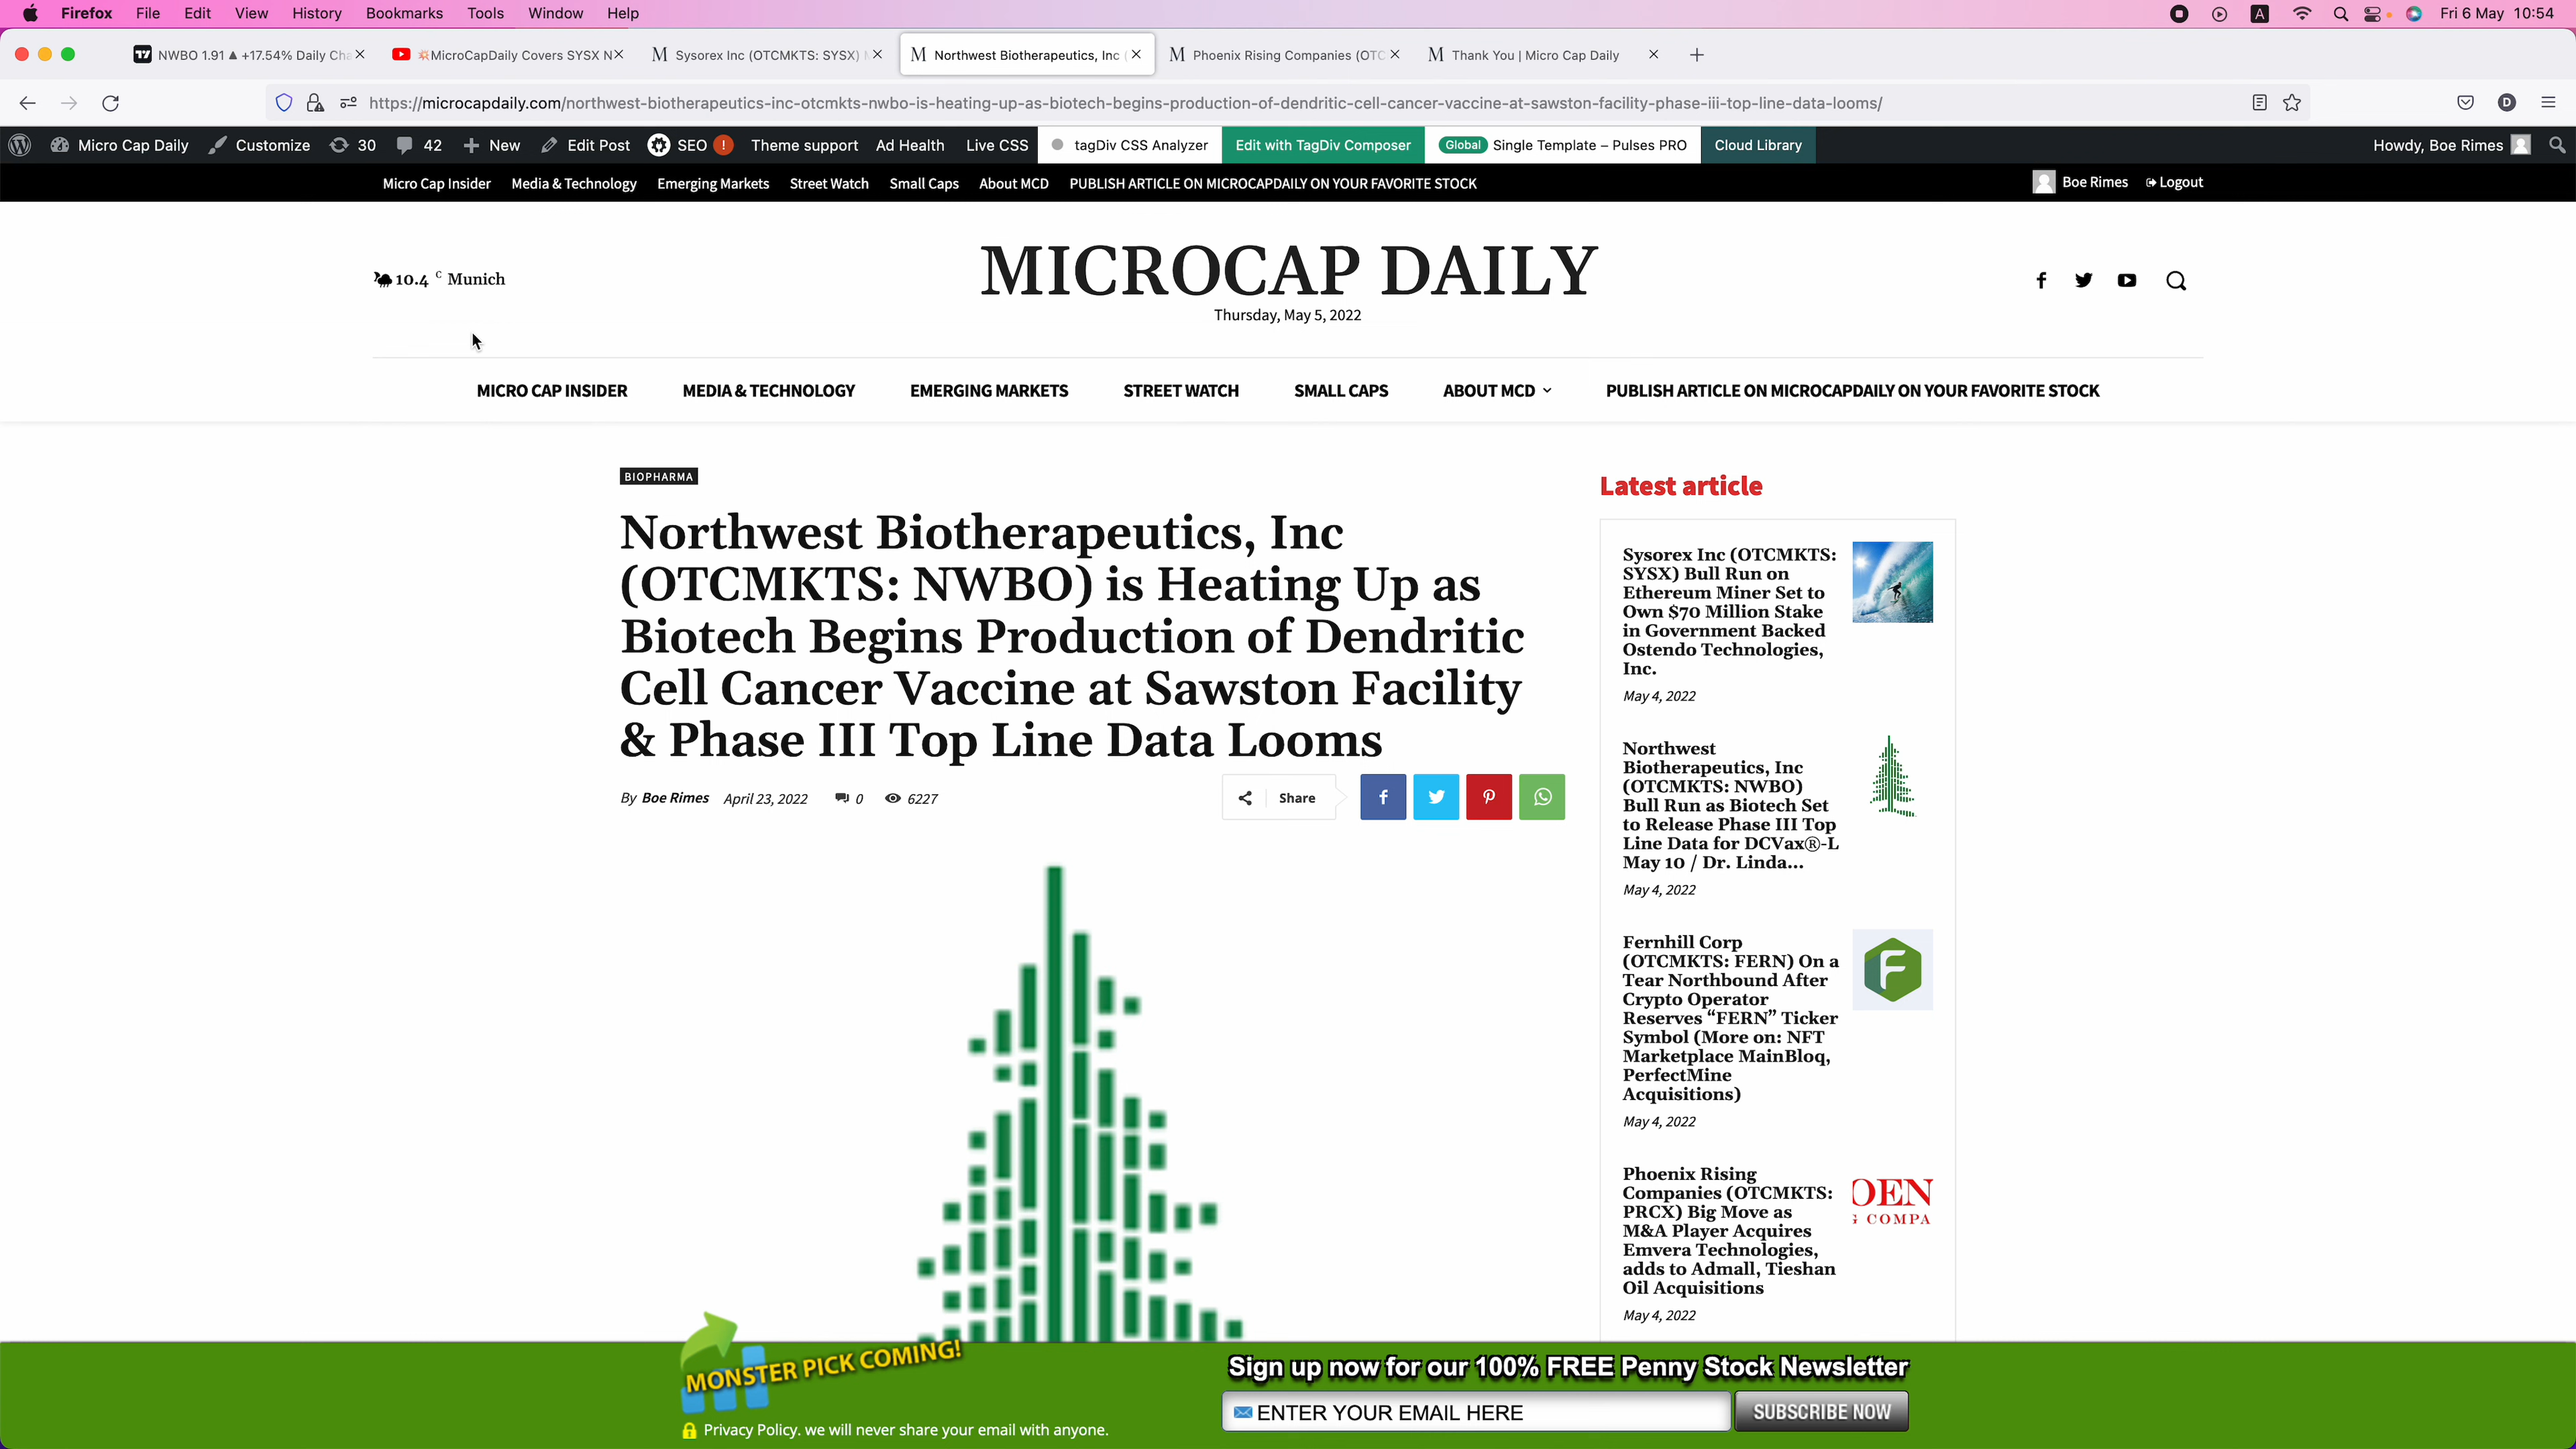 Firefox File Edit View History Bookmarks Tools Window Help
A Fri 6 May 10:54
NWBO 1.91 ▲ +17.54% Daily Cha
💥MicroCapDaily Covers SYSX N
Sysorex Inc (OTCMKTS: SYSX)
Northwest Biotherapeutics, Inc (
Phoenix Rising Companies (OTC
Thank You | Micro Cap Daily
https://microcapdaily.com/northwest-biotherapeutics-inc-otcmkts-nwbo-is-heating-up-as-biotech-begins-production-of-dendritic-cell-cancer-vaccine-at-sawston-facility-phase-iii-top-line-data-looms/
D
Micro Cap Daily Customize 30 42 New Edit Post SEO ! Theme support Ad Health Live CSS tagDiv CSS Analyzer Edit with TagDiv Composer Global Single Template – Pulses PRO Cloud Library Howdy, Boe Rimes
Micro Cap Insider Media & Technology Emerging Markets Street Watch Small Caps About MCD PUBLISH ARTICLE ON MICROCAPDAILY ON YOUR FAVORITE STOCK Boe Rimes Logout
10.4 C Munich
MICROCAP DAILY
Thursday, May 5, 2022
MICRO CAP INSIDER MEDIA & TECHNOLOGY EMERGING MARKETS STREET WATCH SMALL CAPS ABOUT MCD PUBLISH ARTICLE ON MICROCAPDAILY ON YOUR FAVORITE STOCK
BIOPHARMA
Northwest Biotherapeutics, Inc
(OTCMKTS: NWBO) is Heating Up as
Biotech Begins Production of Dendritic
Cell Cancer Vaccine at Sawston Facility
& Phase III Top Line Data Looms
By Boe Rimes April 23, 2022 0 6227
Share
Latest article
Sysorex Inc (OTCMKTS:
SYSX) Bull Run on
Ethereum Miner Set to
Own $70 Million Stake
in Government Backed
Ostendo Technologies,
Inc.
May 4, 2022
Northwest
Biotherapeutics, Inc
(OTCMKTS: NWBO)
Bull Run as Biotech Set
to Release Phase III Top
Line Data for DCVax®-L
May 10 / Dr. Linda...
May 4, 2022
Fernhill Corp
(OTCMKTS: FERN) On a
Tear Northbound After
Crypto Operator
Reserves “FERN” Ticker
Symbol (More on: NFT
Marketplace MainBloq,
PerfectMine
Acquisitions)
May 4, 2022
Phoenix Rising
Companies (OTCMKTS:
PRCX) Big Move as
M&A Player Acquires
Emvera Technologies,
adds to Admall, Tieshan
Oil Acquisitions
May 4, 2022
OEN
G COMPA
MONSTER PICK COMING!
Privacy Policy. we will never share your email with anyone.
Sign up now for our 100% FREE Penny Stock Newsletter
ENTER YOUR EMAIL HERE
SUBSCRIBE NOW